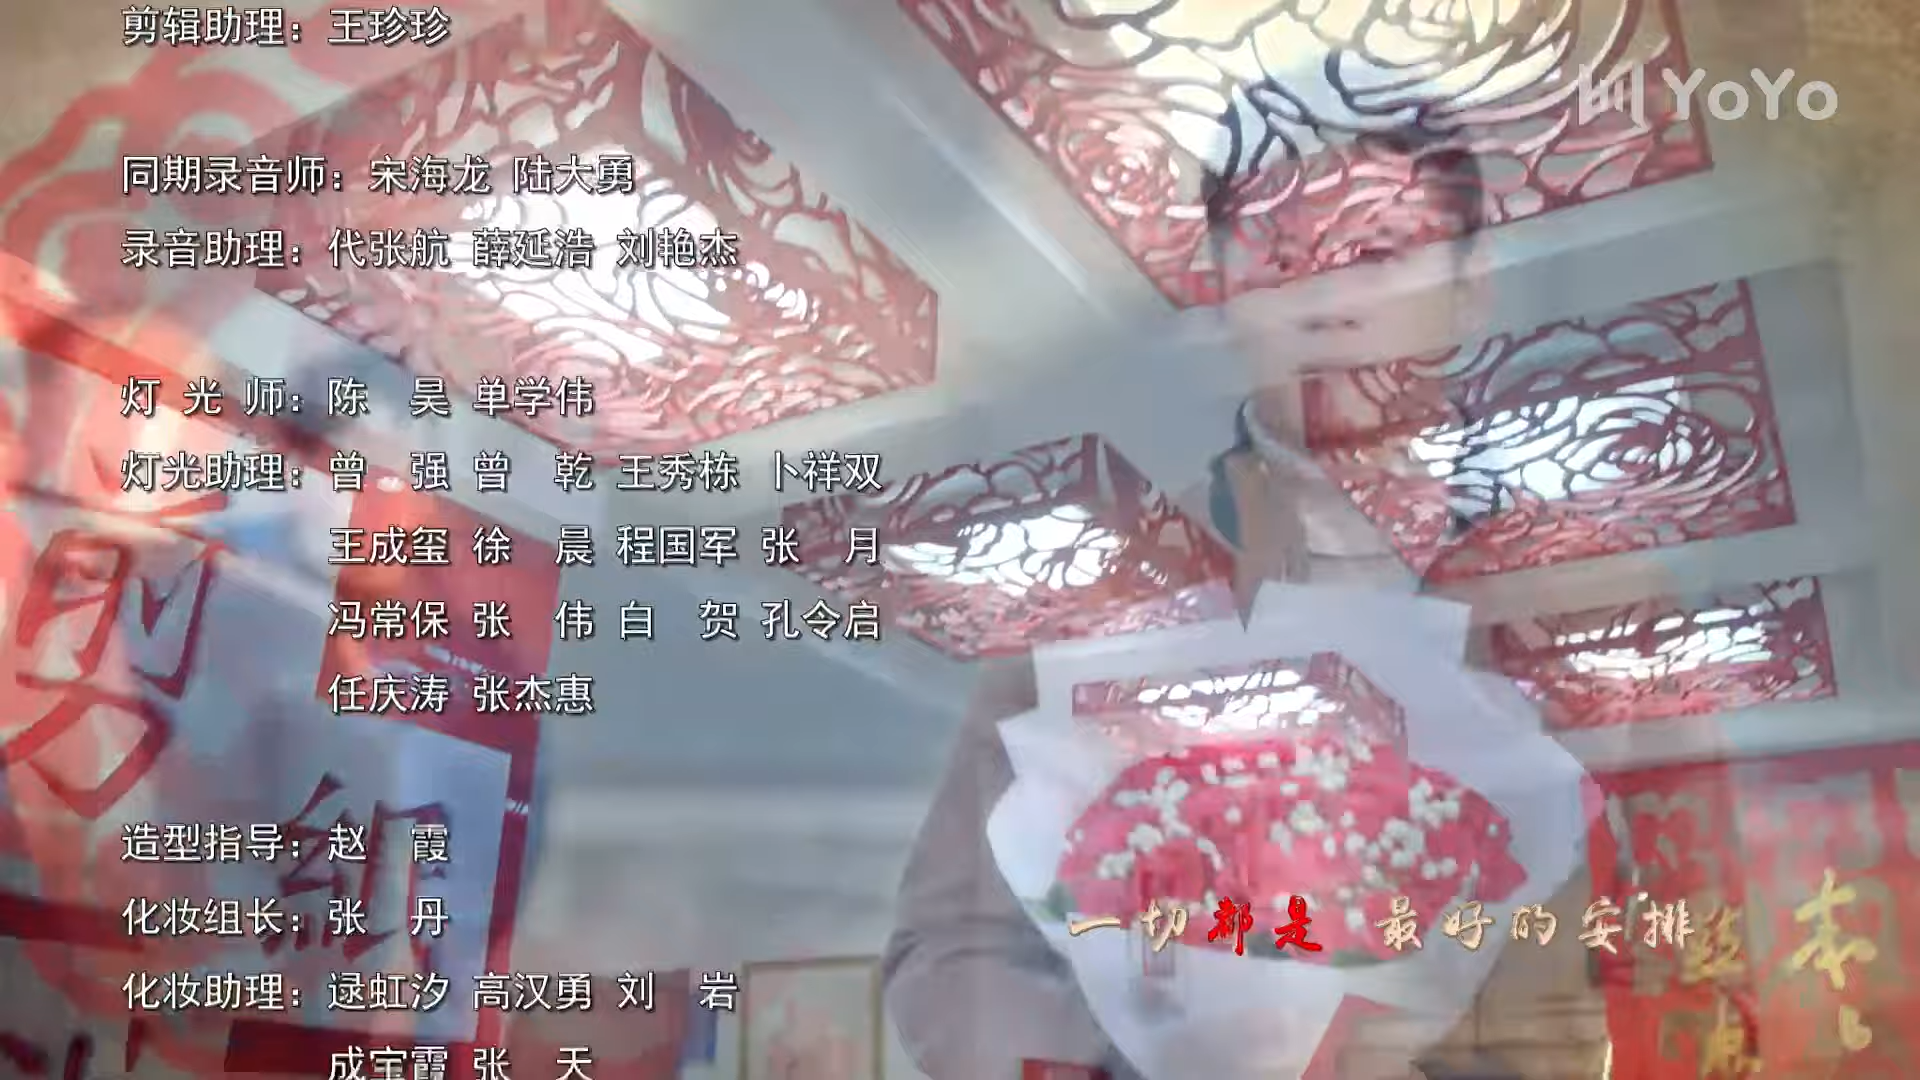 剪辑助理：王珍珍
YoYo
同期录音师：宋海龙 陆大勇
录音助理：代张航 薛延浩 刘艳杰
灯 光 师：陈 昊 单学伟
灯光助理：曾 强 曾 乾 王秀栋 卜祥双
王成玺 徐 晨 程国军 张 月
冯常保 张 伟 白 贺 孔令启
任庆涛 张杰惠
造型指导：赵 霞
化妆组长：张 丹
一切都是 最好的安排
化妆助理：逯虹汐 高汉勇 刘 岩
成宝霞 张 天